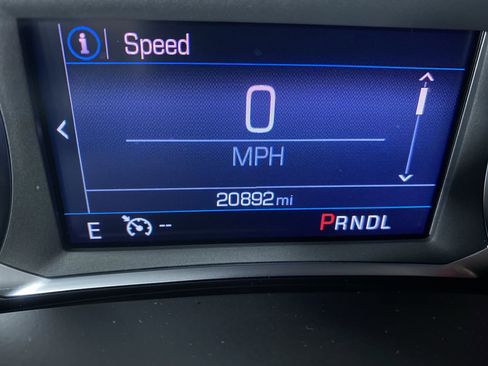 i Speed
0
MPH
20892 mi
E -- PRNDL